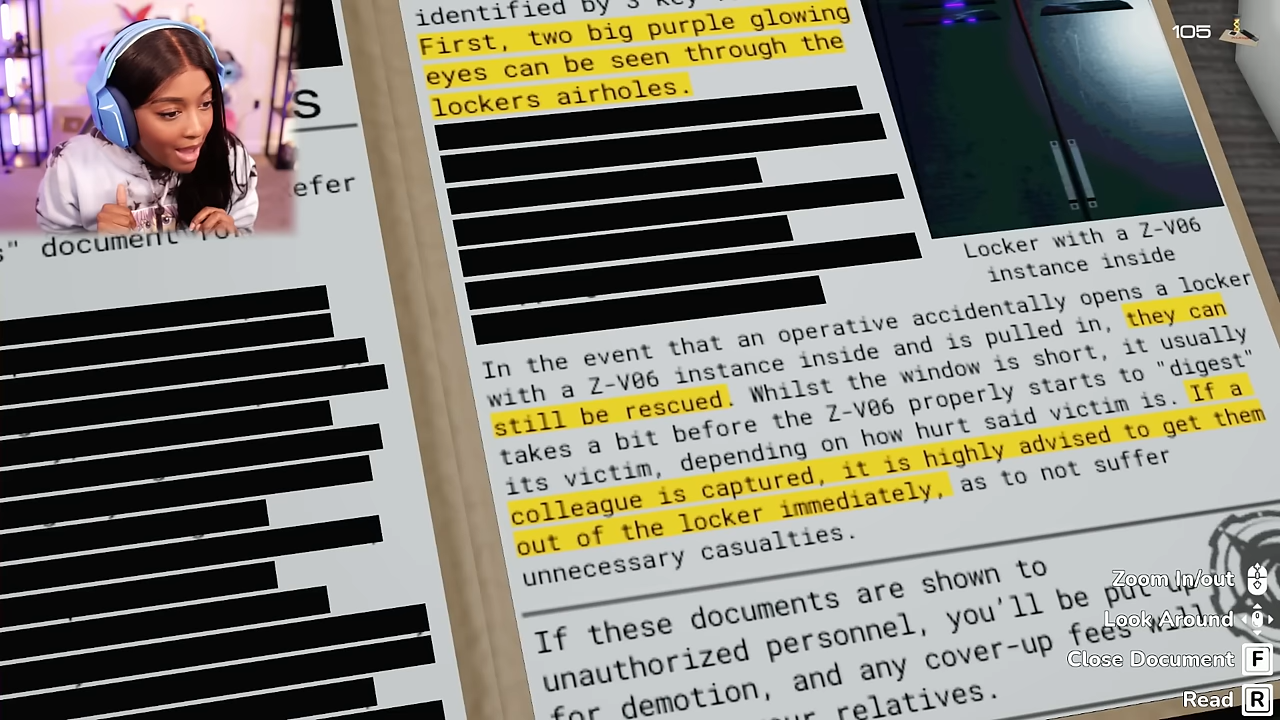 identified by 3 key
First, two big purple glowing
eyes can be seen through the
lockers airholes.
105
S
efer
" document
Locker with a Z-V06
instance inside
In the event that an operative accidentally opens a locker
with a Z-V06 instance inside and is pulled in, they can
still be rescued. Whilst the window is short, it usually
takes a bit before the Z-V06 properly starts to "digest"
its victim, depending on how hurt said victim is. If a
colleague is captured, it is highly advised to get them
out of the locker immediately, as to not suffer
unnecessary casualties.
If these documents are shown to
unauthorized personnel, you'll be put up
for demotion, and any cover-up fees will
relatives.
Zoom In/out
Look Around
Close Document F
Read R